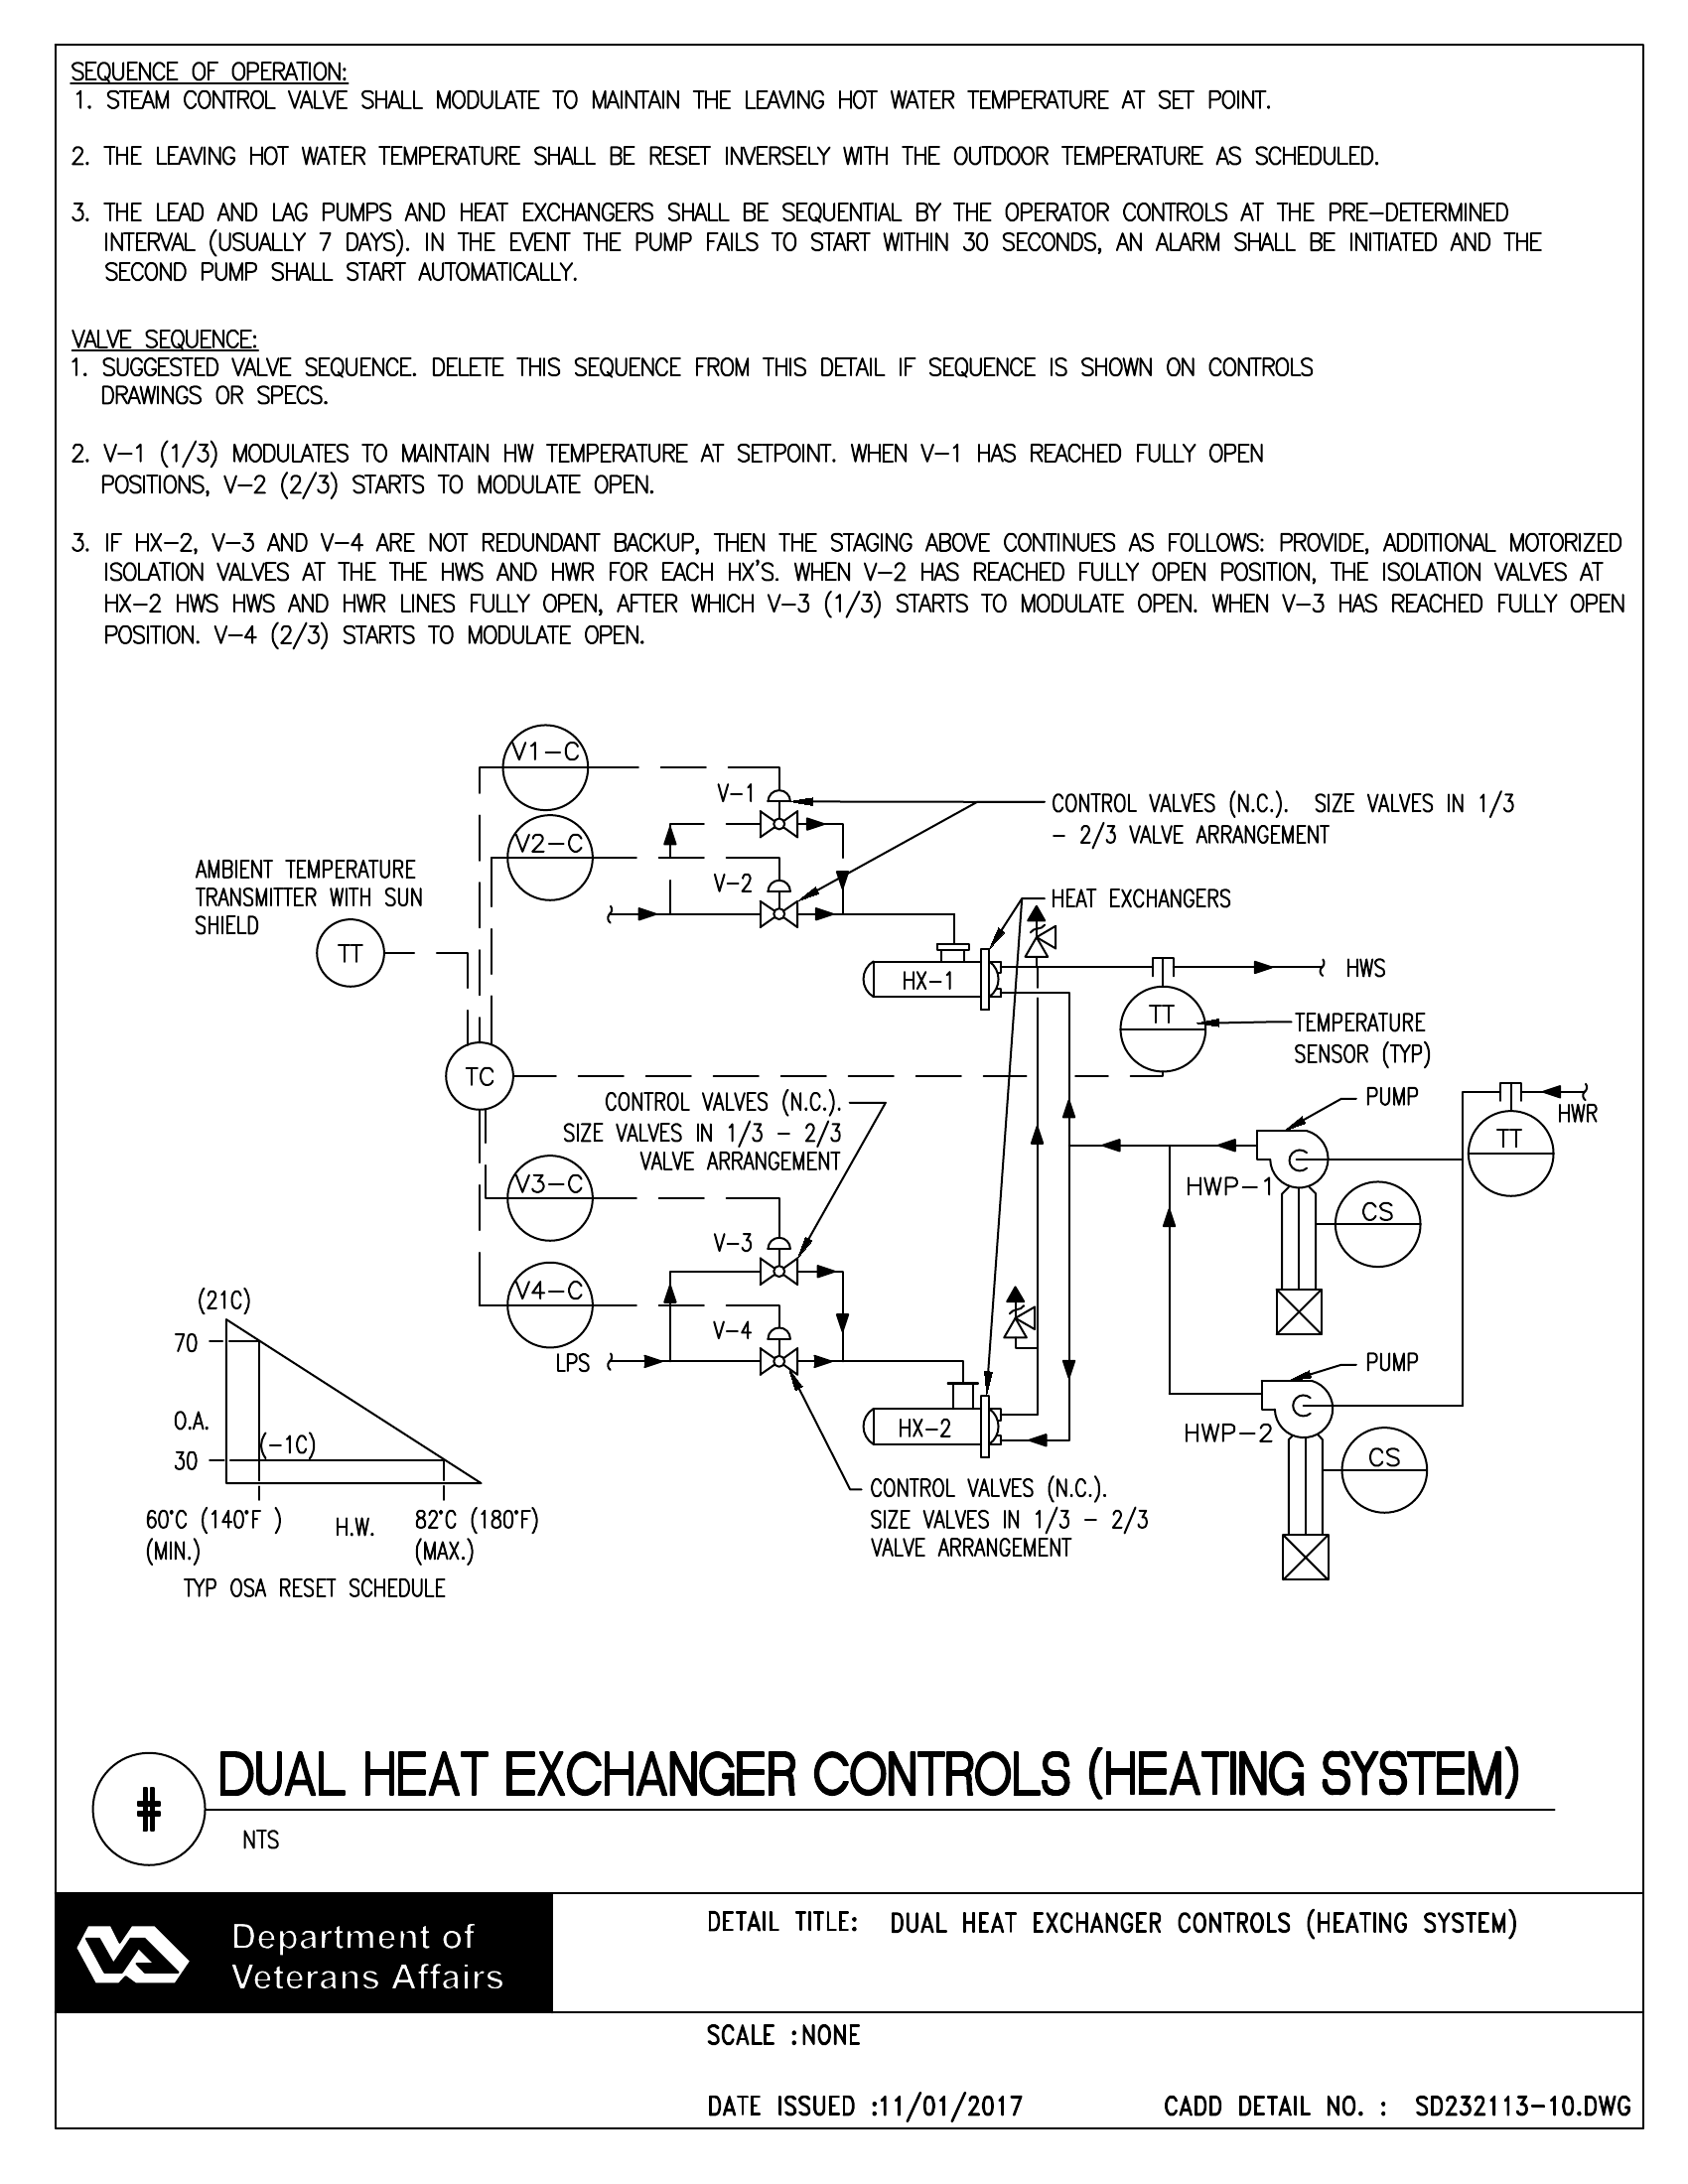 SEQUENCE OF OPERATION:
1. STEAM CONTROL VALVE SHALL MODULATE TO MAINTAIN THE LEAVING HOT WATER TEMPERATURE AT SET POINT.
2. THE LEAVING HOT WATER TEMPERATURE SHALL BE RESET INVERSELY WITH THE OUTDOOR TEMPERATURE AS SCHEDULED.
3. THE LEAD AND LAG PUMPS AND HEAT EXCHANGERS SHALL BE SEQUENTIAL BY THE OPERATOR CONTROLS AT THE PRE-DETERMINED
INTERVAL (USUALLY 7 DAYS). IN THE EVENT THE PUMP FAILS TO START WITHIN 30 SECONDS, AN ALARM SHALL BE INITIATED AND THE
SECOND PUMP SHALL START AUTOMATICALLY.
VALVE SEQUENCE:
1. SUGGESTED VALVE SEQUENCE. DELETE THIS SEQUENCE FROM THIS DETAIL IF SEQUENCE IS SHOWN ON CONTROLS
DRAWINGS OR SPECS.
2. V-1 (1/3) MODULATES TO MAINTAIN HW TEMPERATURE AT SETPOINT. WHEN V-1 HAS REACHED FULLY OPEN
POSITIONS, V-2 (2/3) STARTS TO MODULATE OPEN.
3. IF HX-2, V-3 AND V-4 ARE NOT REDUNDANT BACKUP, THEN THE STAGING ABOVE CONTINUES AS FOLLOWS: PROVIDE, ADDITIONAL MOTORIZED
ISOLATION VALVES AT THE THE HWS AND HWR FOR EACH HX'S. WHEN V-2 HAS REACHED FULLY OPEN POSITION, THE ISOLATION VALVES AT
HX-2 HWS HWS AND HWR LINES FULLY OPEN, AFTER WHICH V-3 (1/3) STARTS TO MODULATE OPEN. WHEN V-3 HAS REACHED FULLY OPEN
POSITION. V-4 (2/3) STARTS TO MODULATE OPEN.
V1-C
V-1
CONTROL VALVES (N.C.). SIZE VALVES IN 1/3
- 2/3 VALVE ARRANGEMENT
V2-C
V-2
AMBIENT TEMPERATURE
TRANSMITTER WITH SUN
SHIELD
TT
HEAT EXCHANGERS
HX-1
HWS
TT
TEMPERATURE
SENSOR (TYP)
TC
CONTROL VALVES (N.C.).
SIZE VALVES IN 1/3 - 2/3
VALVE ARRANGEMENT
PUMP
HWR
TT
HWP-1
CS
V3-C
V-3
V4-C
V-4
LPS
PUMP
HX-2
HWP-2
CS
CONTROL VALVES (N.C.).
SIZE VALVES IN 1/3 - 2/3
VALVE ARRANGEMENT
(21C)
70
O.A.
(-1C)
30
60°C (140°F )
(MIN.)
H.W.
82°C (180°F)
(MAX.)
TYP OSA RESET SCHEDULE
#
DUAL HEAT EXCHANGER CONTROLS (HEATING SYSTEM)
NTS
VA
Department of
Veterans Affairs
DETAIL TITLE: DUAL HEAT EXCHANGER CONTROLS (HEATING SYSTEM)
SCALE :NONE
DATE ISSUED :11/01/2017
CADD DETAIL NO. : SD232113-10.DWG